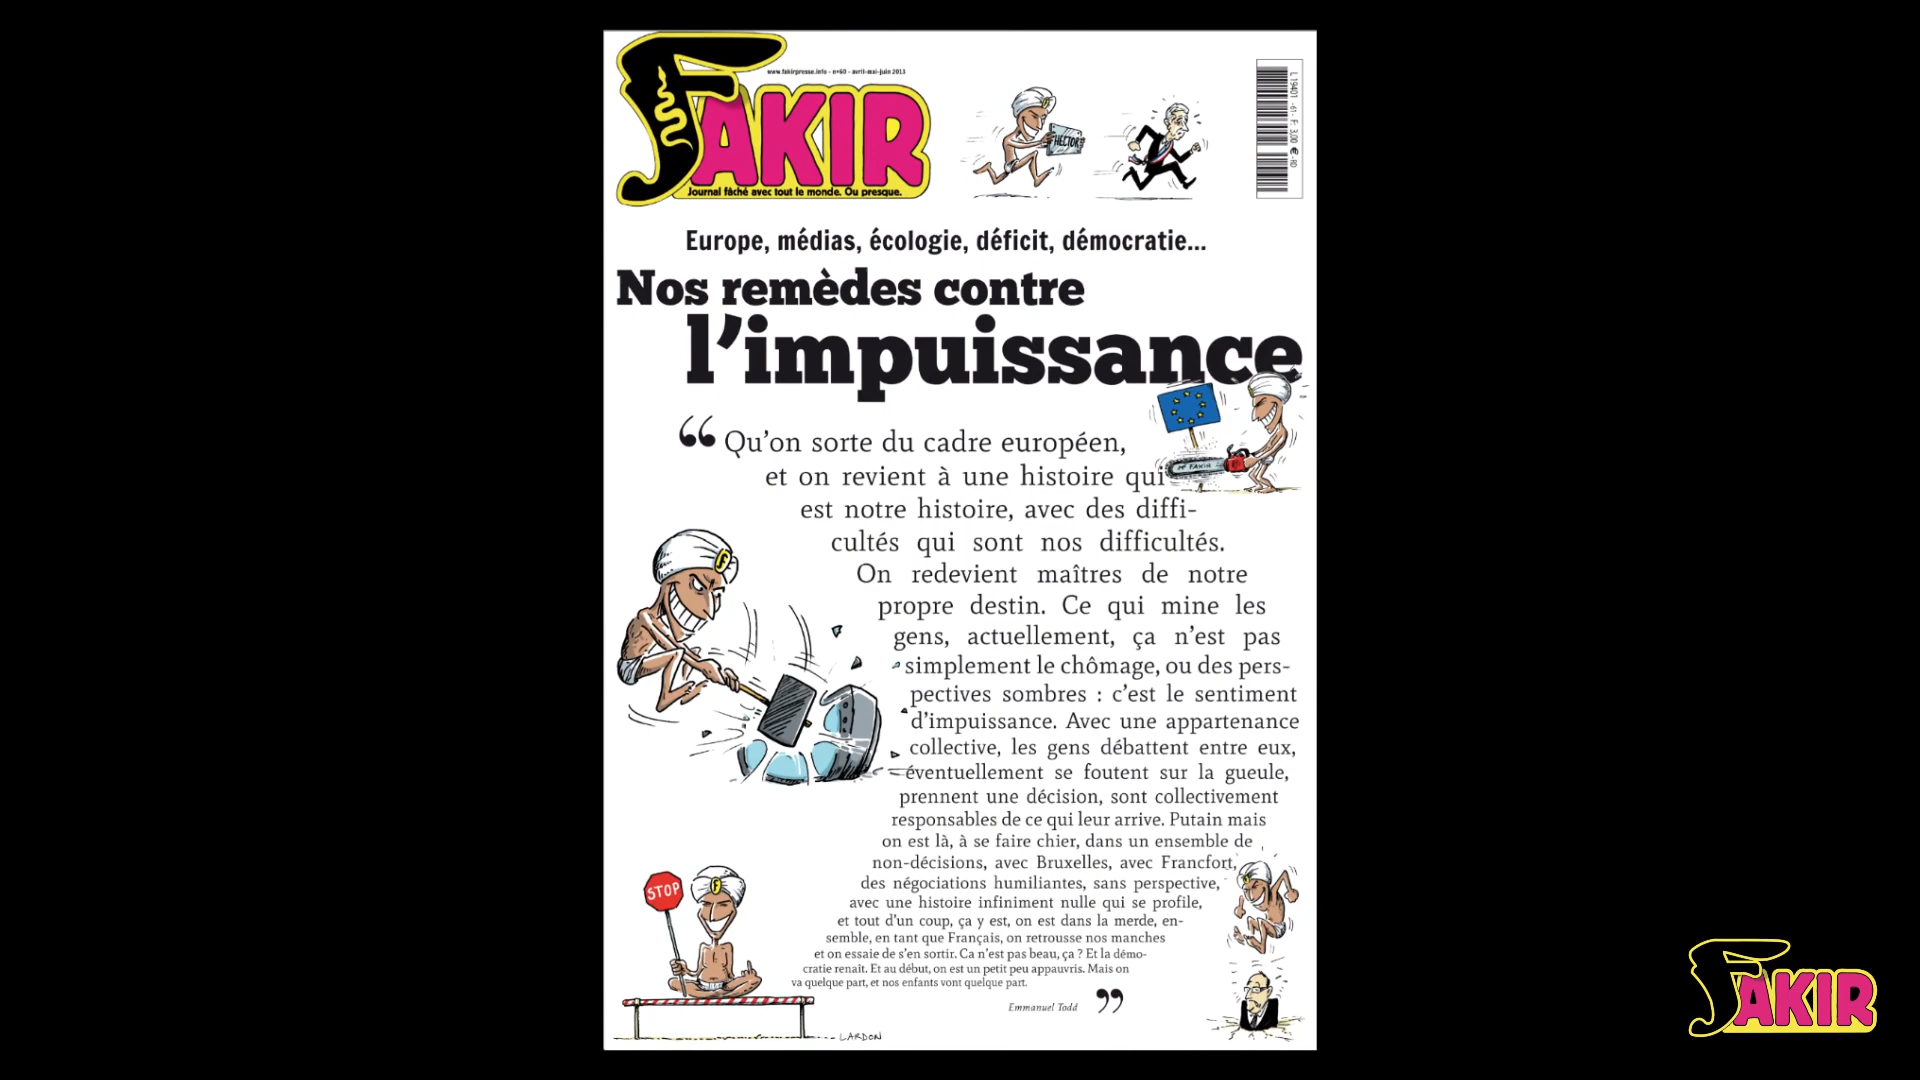 FAKIR
www.fakirpresse.info - n°60 - avril-mai-juin 2013
Journal fâché avec tout le monde. Ou presque.
HECTOR
L 19401 - 61 - F: 3,00 € - RD
Europe, médias, écologie, déficit, démocratie...
Nos remèdes contre
l'impuissance
“ Qu'on sorte du cadre européen,
et on revient à une histoire qui
est notre histoire, avec des diffi-
cultés qui sont nos difficultés.
On redevient maîtres de notre
propre destin. Ce qui mine les
gens, actuellement, ça n'est pas
simplement le chômage, ou des pers-
pectives sombres : c'est le sentiment
d'impuissance. Avec une appartenance
collective, les gens débattent entre eux,
éventuellement se foutent sur la gueule,
prennent une décision, sont collectivement
responsables de ce qui leur arrive. Putain mais
on est là, à se faire chier, dans un ensemble de
non-décisions, avec Bruxelles, avec Francfort,
des négociations humiliantes, sans perspective,
avec une histoire infiniment nulle qui se profile,
et tout d'un coup, ça y est, on est dans la merde, en-
semble, en tant que Français, on retrousse nos manches
et on essaie de s'en sortir. Ca n'est pas beau, ça ? Et la démo-
cratie renaît. Et au début, on est un petit peu appauvris. Mais on
va quelque part, et nos enfants vont quelque part.
Emmanuel Todd ”
STOP
LARDON
FAKIR